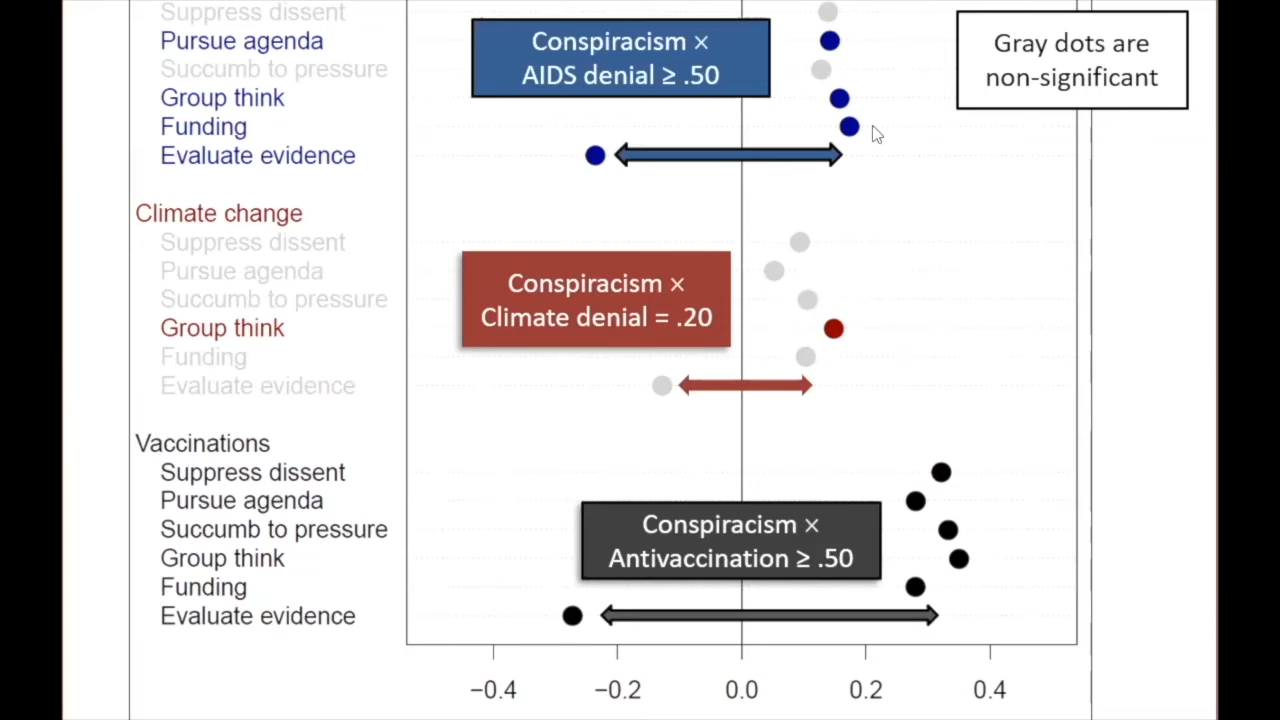 Suppress dissent
Pursue agenda
Succumb to pressure
Group think
Funding
Evaluate evidence
Conspiracism ×
AIDS denial ≥ .50
Gray dots are
non-significant
Climate change
Suppress dissent
Pursue agenda
Succumb to pressure
Group think
Funding
Evaluate evidence
Conspiracism ×
Climate denial = .20
Vaccinations
Suppress dissent
Pursue agenda
Succumb to pressure
Group think
Funding
Evaluate evidence
Conspiracism ×
Antivaccination ≥ .50
−0.4 −0.2 0.0 0.2 0.4